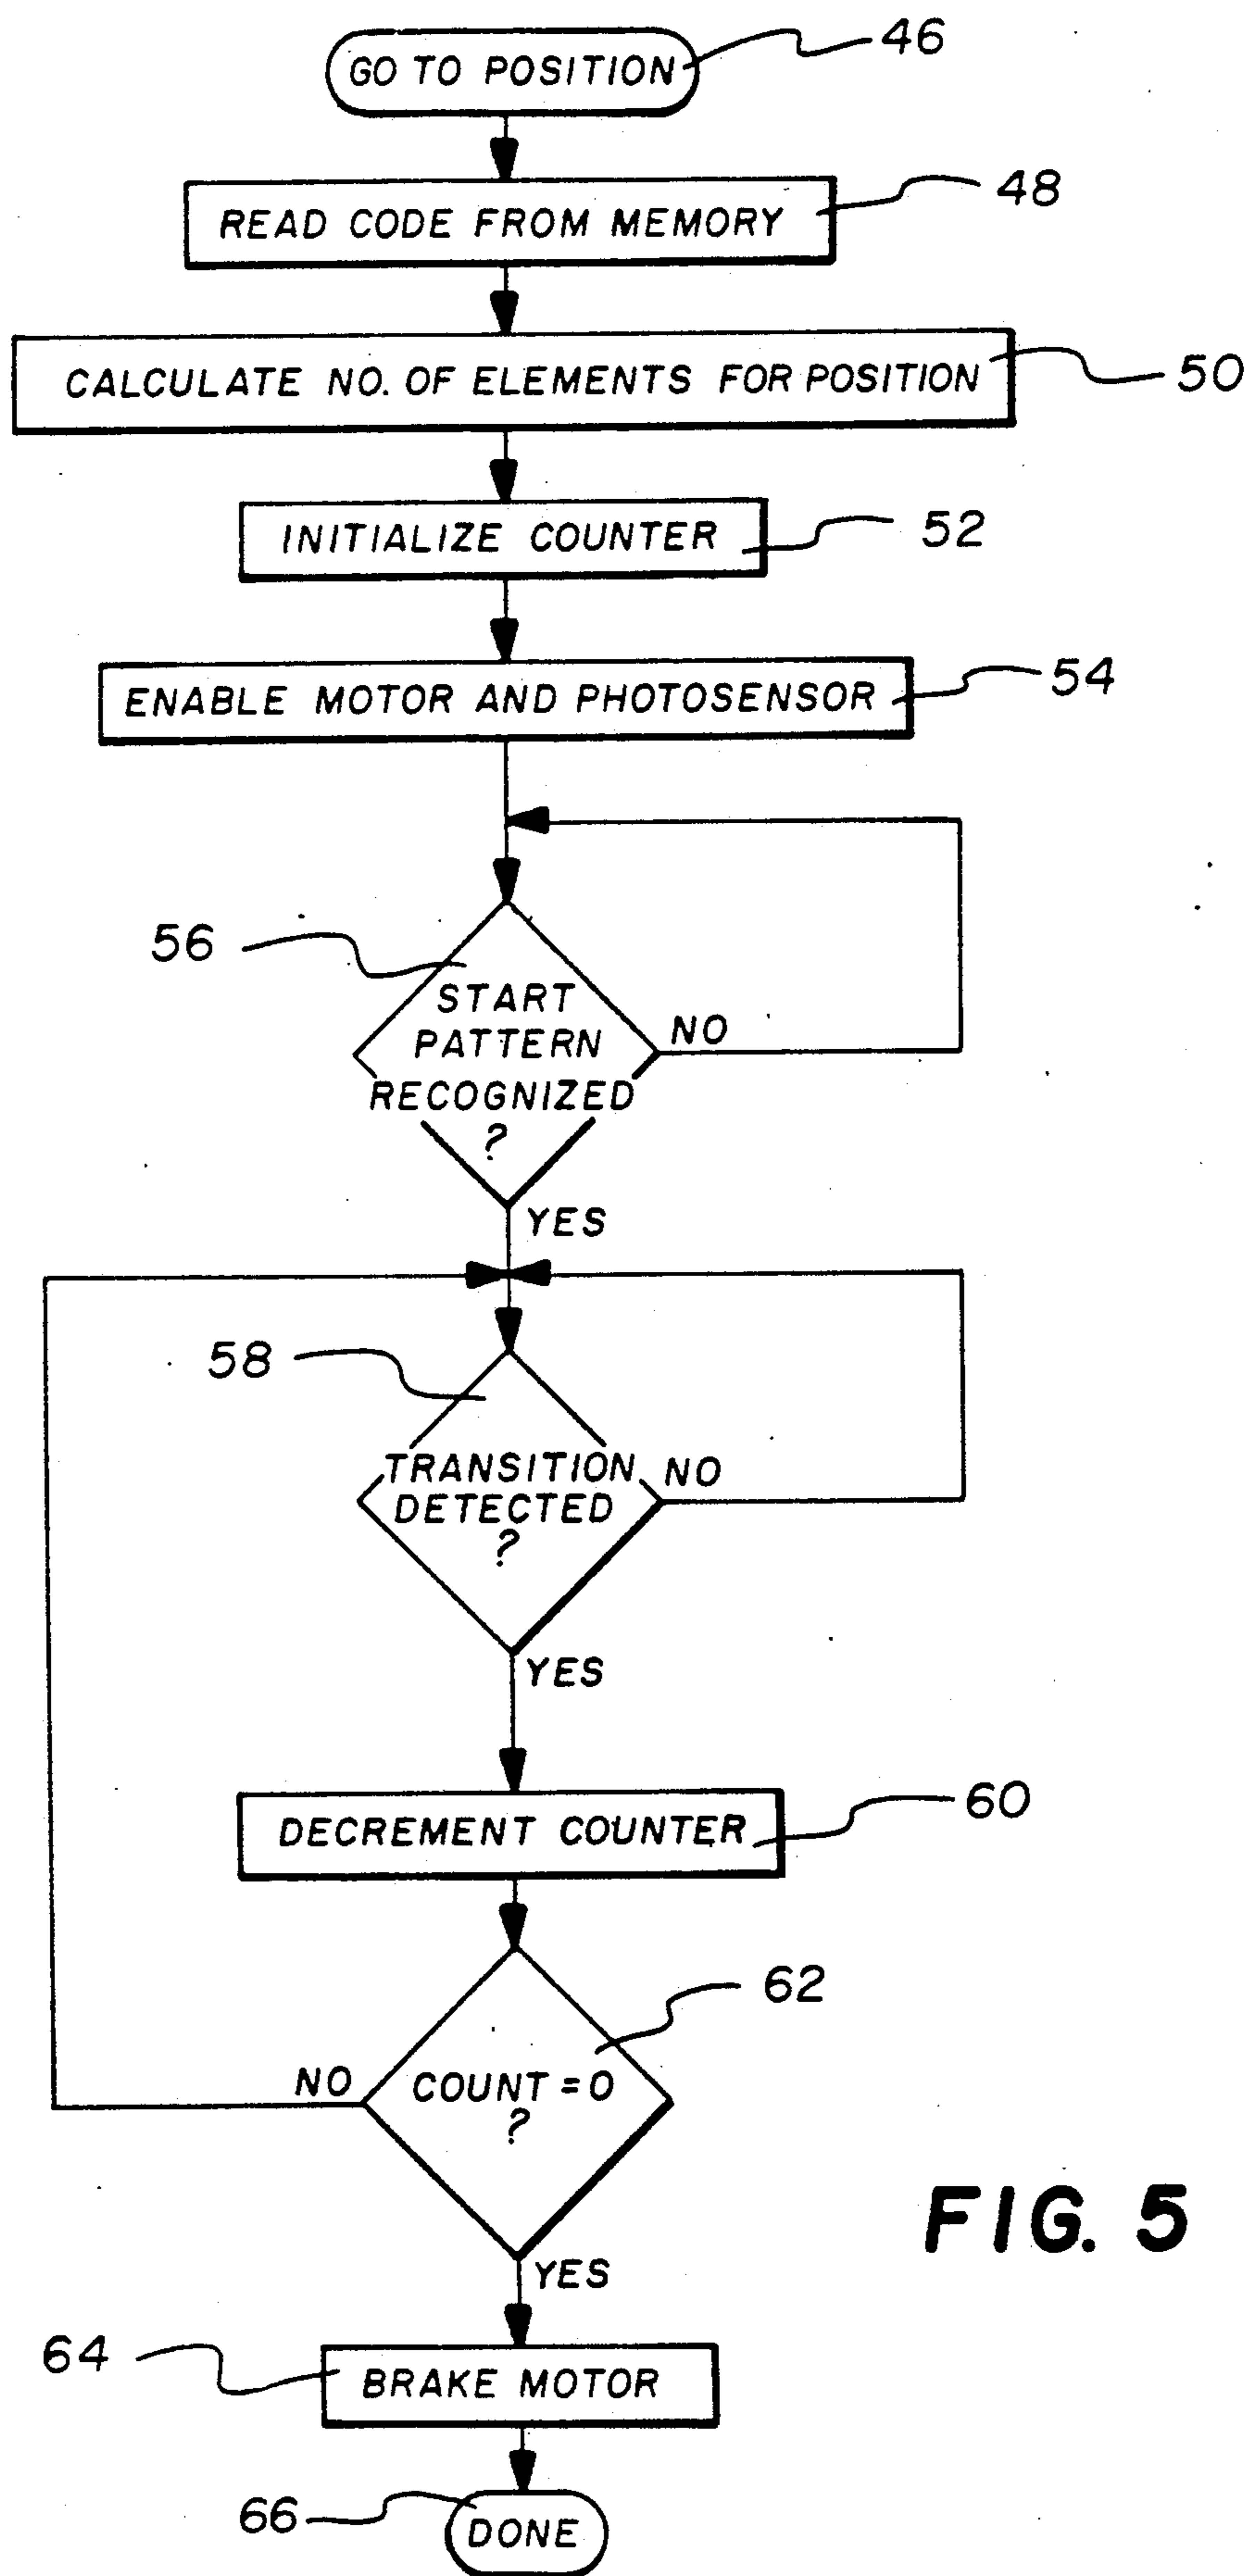 GO TO POSITION
46
READ CODE FROM MEMORY
48
CALCULATE NO. OF ELEMENTS FOR POSITION
50
INITIALIZE COUNTER
52
ENABLE MOTOR AND PHOTOSENSOR
54
56
START
PATTERN
RECOGNIZED
?
NO
YES
58
TRANSITION
DETECTED
?
NO
YES
DECREMENT COUNTER
60
62
COUNT = 0
?
NO
YES
FIG. 5
64
BRAKE MOTOR
66
DONE